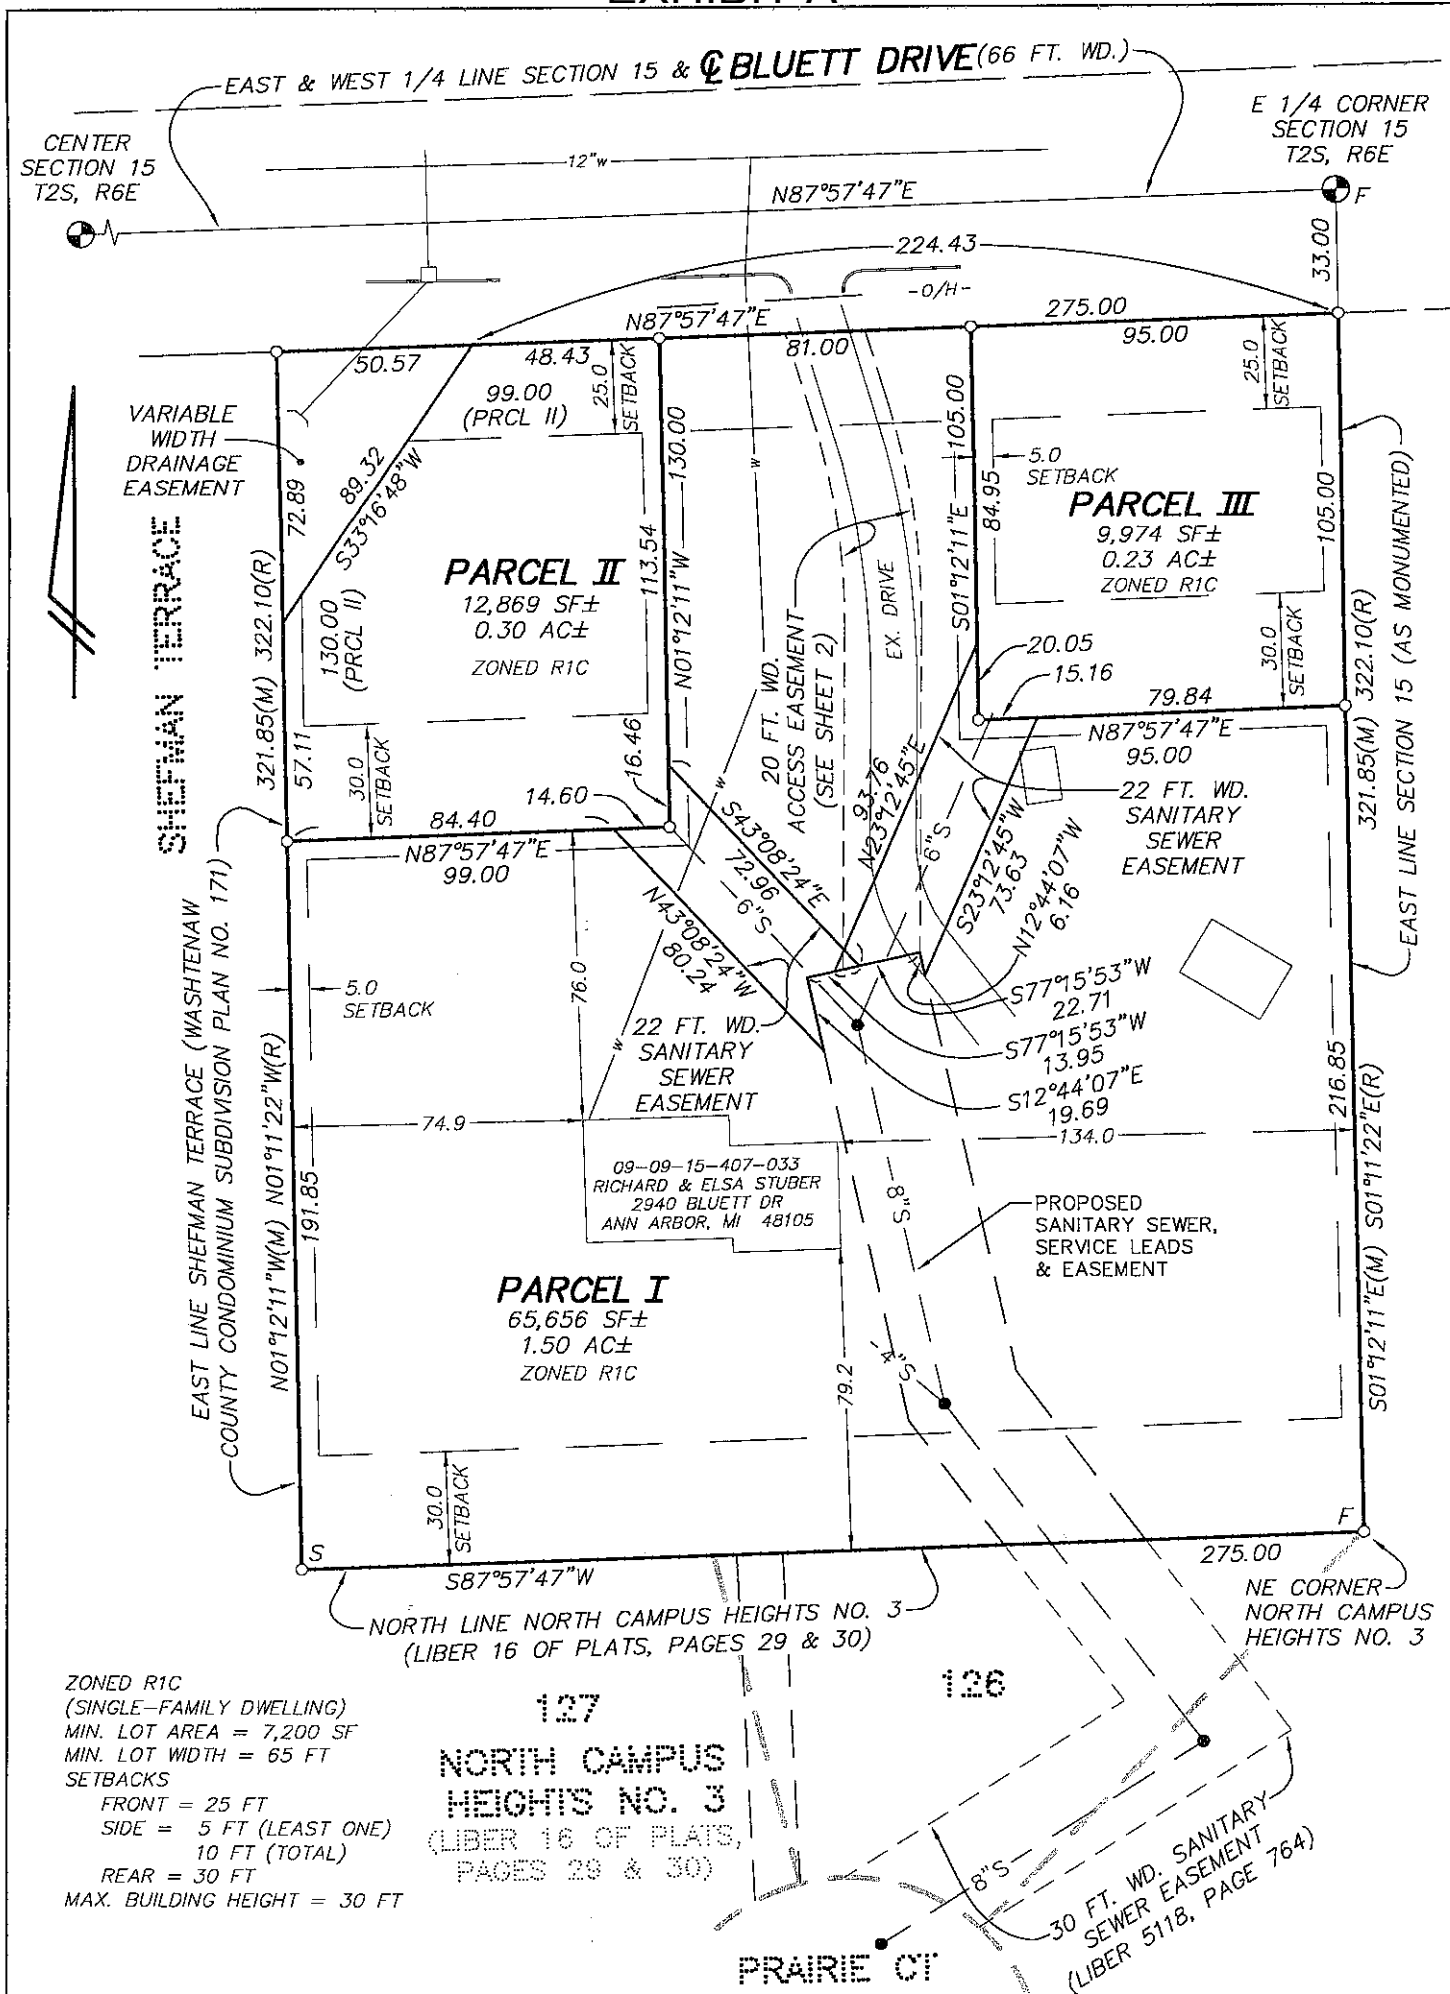 EAST & WEST 1/4 LINE SECTION 15 & ℄ BLUETT DRIVE (66 FT. WD.)
CENTER
SECTION 15
T2S, R6E
E 1/4 CORNER
SECTION 15
T2S, R6E
12"w
N87°57'47"E
F
33.00
224.43
-O/H-
N87°57'47"E
275.00
50.57
48.43
81.00
95.00
99.00
(PRCL II)
25.0
SETBACK
25.0
SETBACK
VARIABLE
WIDTH
DRAINAGE
EASEMENT
72.89
89.32
S33°16'48"W
130.00
105.00
w
5.0
SETBACK
84.95
PARCEL III
9,974 SF±
0.23 AC±
ZONED R1C
105.00
EAST LINE SECTION 15 (AS MONUMENTED)
SHEFMAN TERRACE
321.85(M) 322.10(R)
130.00
(PRCL II)
PARCEL II
12,869 SF±
0.30 AC±
ZONED R1C
113.54
N01°12'11"W
w
20 FT. WD.
ACCESS EASEMENT
(SEE SHEET 2)
EX. DRIVE
S01°12'11"E
20.05
15.16
30.0
SETBACK
79.84
N87°57'47"E
95.00
321.85(M) 322.10(R)
57.11
30.0
SETBACK
16.46
14.60
84.40
N87°57'47"E
99.00
w
S43°08'24"E
72.96
6"S
N43°08'24"W
80.24
93.76
N23°12'45"E
6"S
S23°12'45"W
73.63
N12°44'07"W
6.16
22 FT. WD.
SANITARY
SEWER
EASEMENT
EAST LINE SHEFMAN TERRACE (WASHTENAW
COUNTY CONDOMINIUM SUBDIVISION PLAN NO. 171)
5.0
SETBACK
76.0
w
22 FT. WD.
SANITARY
SEWER
EASEMENT
S77°15'53"W
22.71
S77°15'53"W
13.95
S12°44'07"E
19.69
216.85
N01°12'11"W(M) N01°11'22"W(R)
191.85
74.9
134.0
09-09-15-407-033
RICHARD & ELSA STUBER
2940 BLUETT DR
ANN ARBOR, MI 48105
8"S
PROPOSED
SANITARY SEWER,
SERVICE LEADS
& EASEMENT
S01°12'11"E(M) S01°11'22"E(R)
PARCEL I
65,656 SF±
1.50 AC±
ZONED R1C
4"S
79.2
30.0
SETBACK
S
F
S87°57'47"W
275.00
NORTH LINE NORTH CAMPUS HEIGHTS NO. 3
(LIBER 16 OF PLATS, PAGES 29 & 30)
NE CORNER
NORTH CAMPUS
HEIGHTS NO. 3
ZONED R1C
(SINGLE-FAMILY DWELLING)
MIN. LOT AREA = 7,200 SF
MIN. LOT WIDTH = 65 FT
SETBACKS
FRONT = 25 FT
SIDE = 5 FT (LEAST ONE)
10 FT (TOTAL)
REAR = 30 FT
MAX. BUILDING HEIGHT = 30 FT
127
NORTH CAMPUS
HEIGHTS NO. 3
(LIBER 16 OF PLATS,
PAGES 29 & 30)
126
8"S
30 FT. WD. SANITARY
SEWER EASEMENT
(LIBER 5118, PAGE 764)
PRAIRIE CT